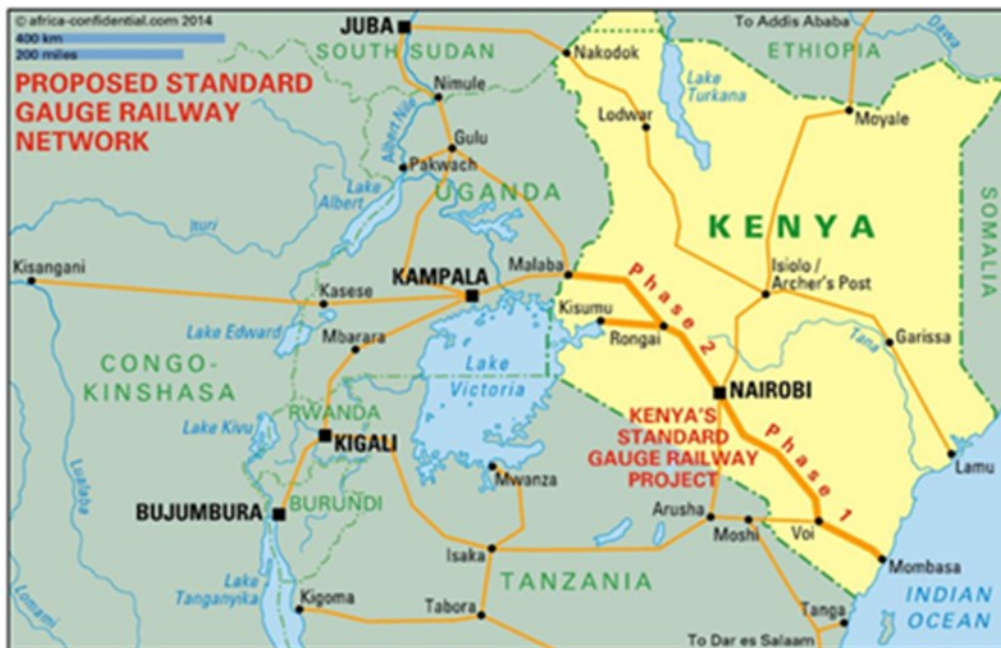 © africa-confidential.com 2014
400 km
200 miles
PROPOSED STANDARD
GAUGE RAILWAY
NETWORK
JUBA
SOUTH SUDAN
Nakodok
To Addis Ababa
ETHIOPIA
Dawa
Nimule
Lake
Turkana
Albert Nile
Gulu
Lodwar
Moyale
Pakwach
Lake
Albert
UGANDA
SOMALIA
Ituri
KENYA
Kisangani
KAMPALA
Malaba
Phase 2
Isiolo /
Archer's Post
Kasese
Kisumu
Lake Edward
Mbarara
Rongai
Tana
Garissa
CONGO-
KINSHASA
Lake
Victoria
NAIROBI
RWANDA
KENYA'S
STANDARD
GAUGE RAILWAY
PROJECT
Phase 1
Lake Kivu
KIGALI
Lualaba
Mwanza
Lamu
BUJUMBURA
BURUNDI
Arusha
Moshi
Voi
Isaka
Mombasa
Lake
Tanganyika
TANZANIA
INDIAN
OCEAN
Lomami
Kigoma
Tabora
Tanga
To Dar es Salaam